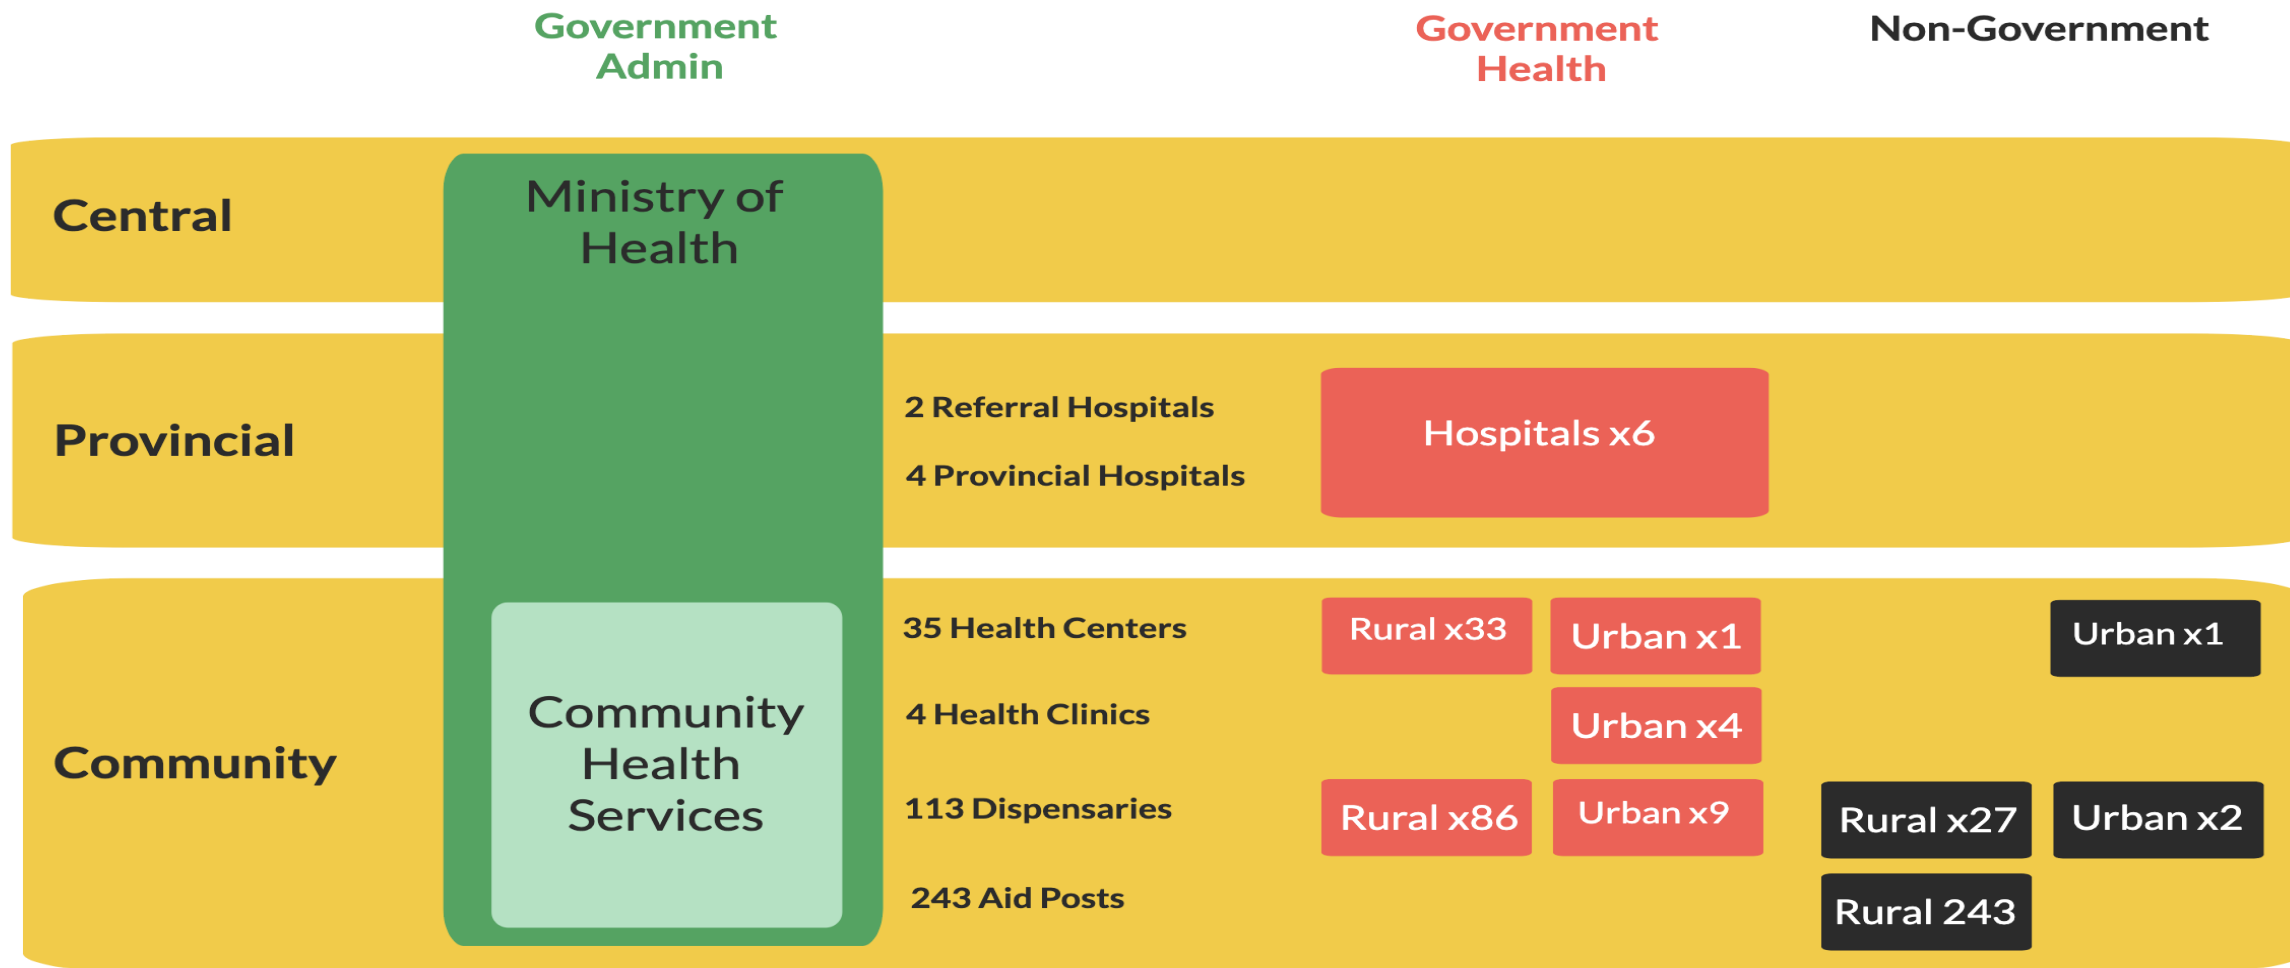 Government
Admin
Government
Health
Non-Government
Central
Ministry of
Health
Provincial
2 Referral Hospitals
4 Provincial Hospitals
Hospitals x6
Community
Community
Health
Services
35 Health Centers
Rural x33
Urban x1
Urban x1
4 Health Clinics
Urban x4
113 Dispensaries
Rural x86
Urban x9
Rural x27
Urban x2
243 Aid Posts
Rural 243